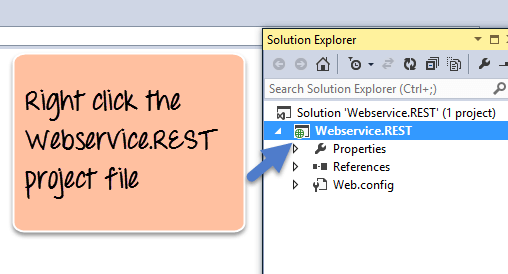 Solution Explorer
Search Solution Explorer (Ctrl+;)
Solution 'Webservice.REST' (1 project)
Webservice.REST
Properties
References
Web.config
Right click the
Webservice.REST
project file